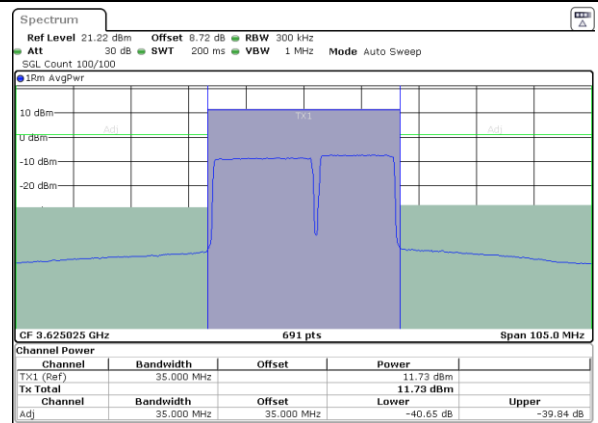 Spectrum
Ref Level 21.22 dBm Offset 8.72 dB RBW 300 kHz
Att 30 dB SWT 200 ms VBW 1 MHz Mode Auto Sweep
SGL Count 100/100
1Rm AvgPwr
TX1
10 dBm
Adj Adj
0 dBm
-10 dBm
-20 dBm
CF 3.625025 GHz 691 pts Span 105.0 MHz
Channel Power
Channel Bandwidth Offset Power
TX1 (Ref) 35.000 MHz 11.73 dBm
Tx Total 11.73 dBm
Channel Bandwidth Offset Lower Upper
Adj 35.000 MHz 35.000 MHz -40.65 dB -39.84 dB